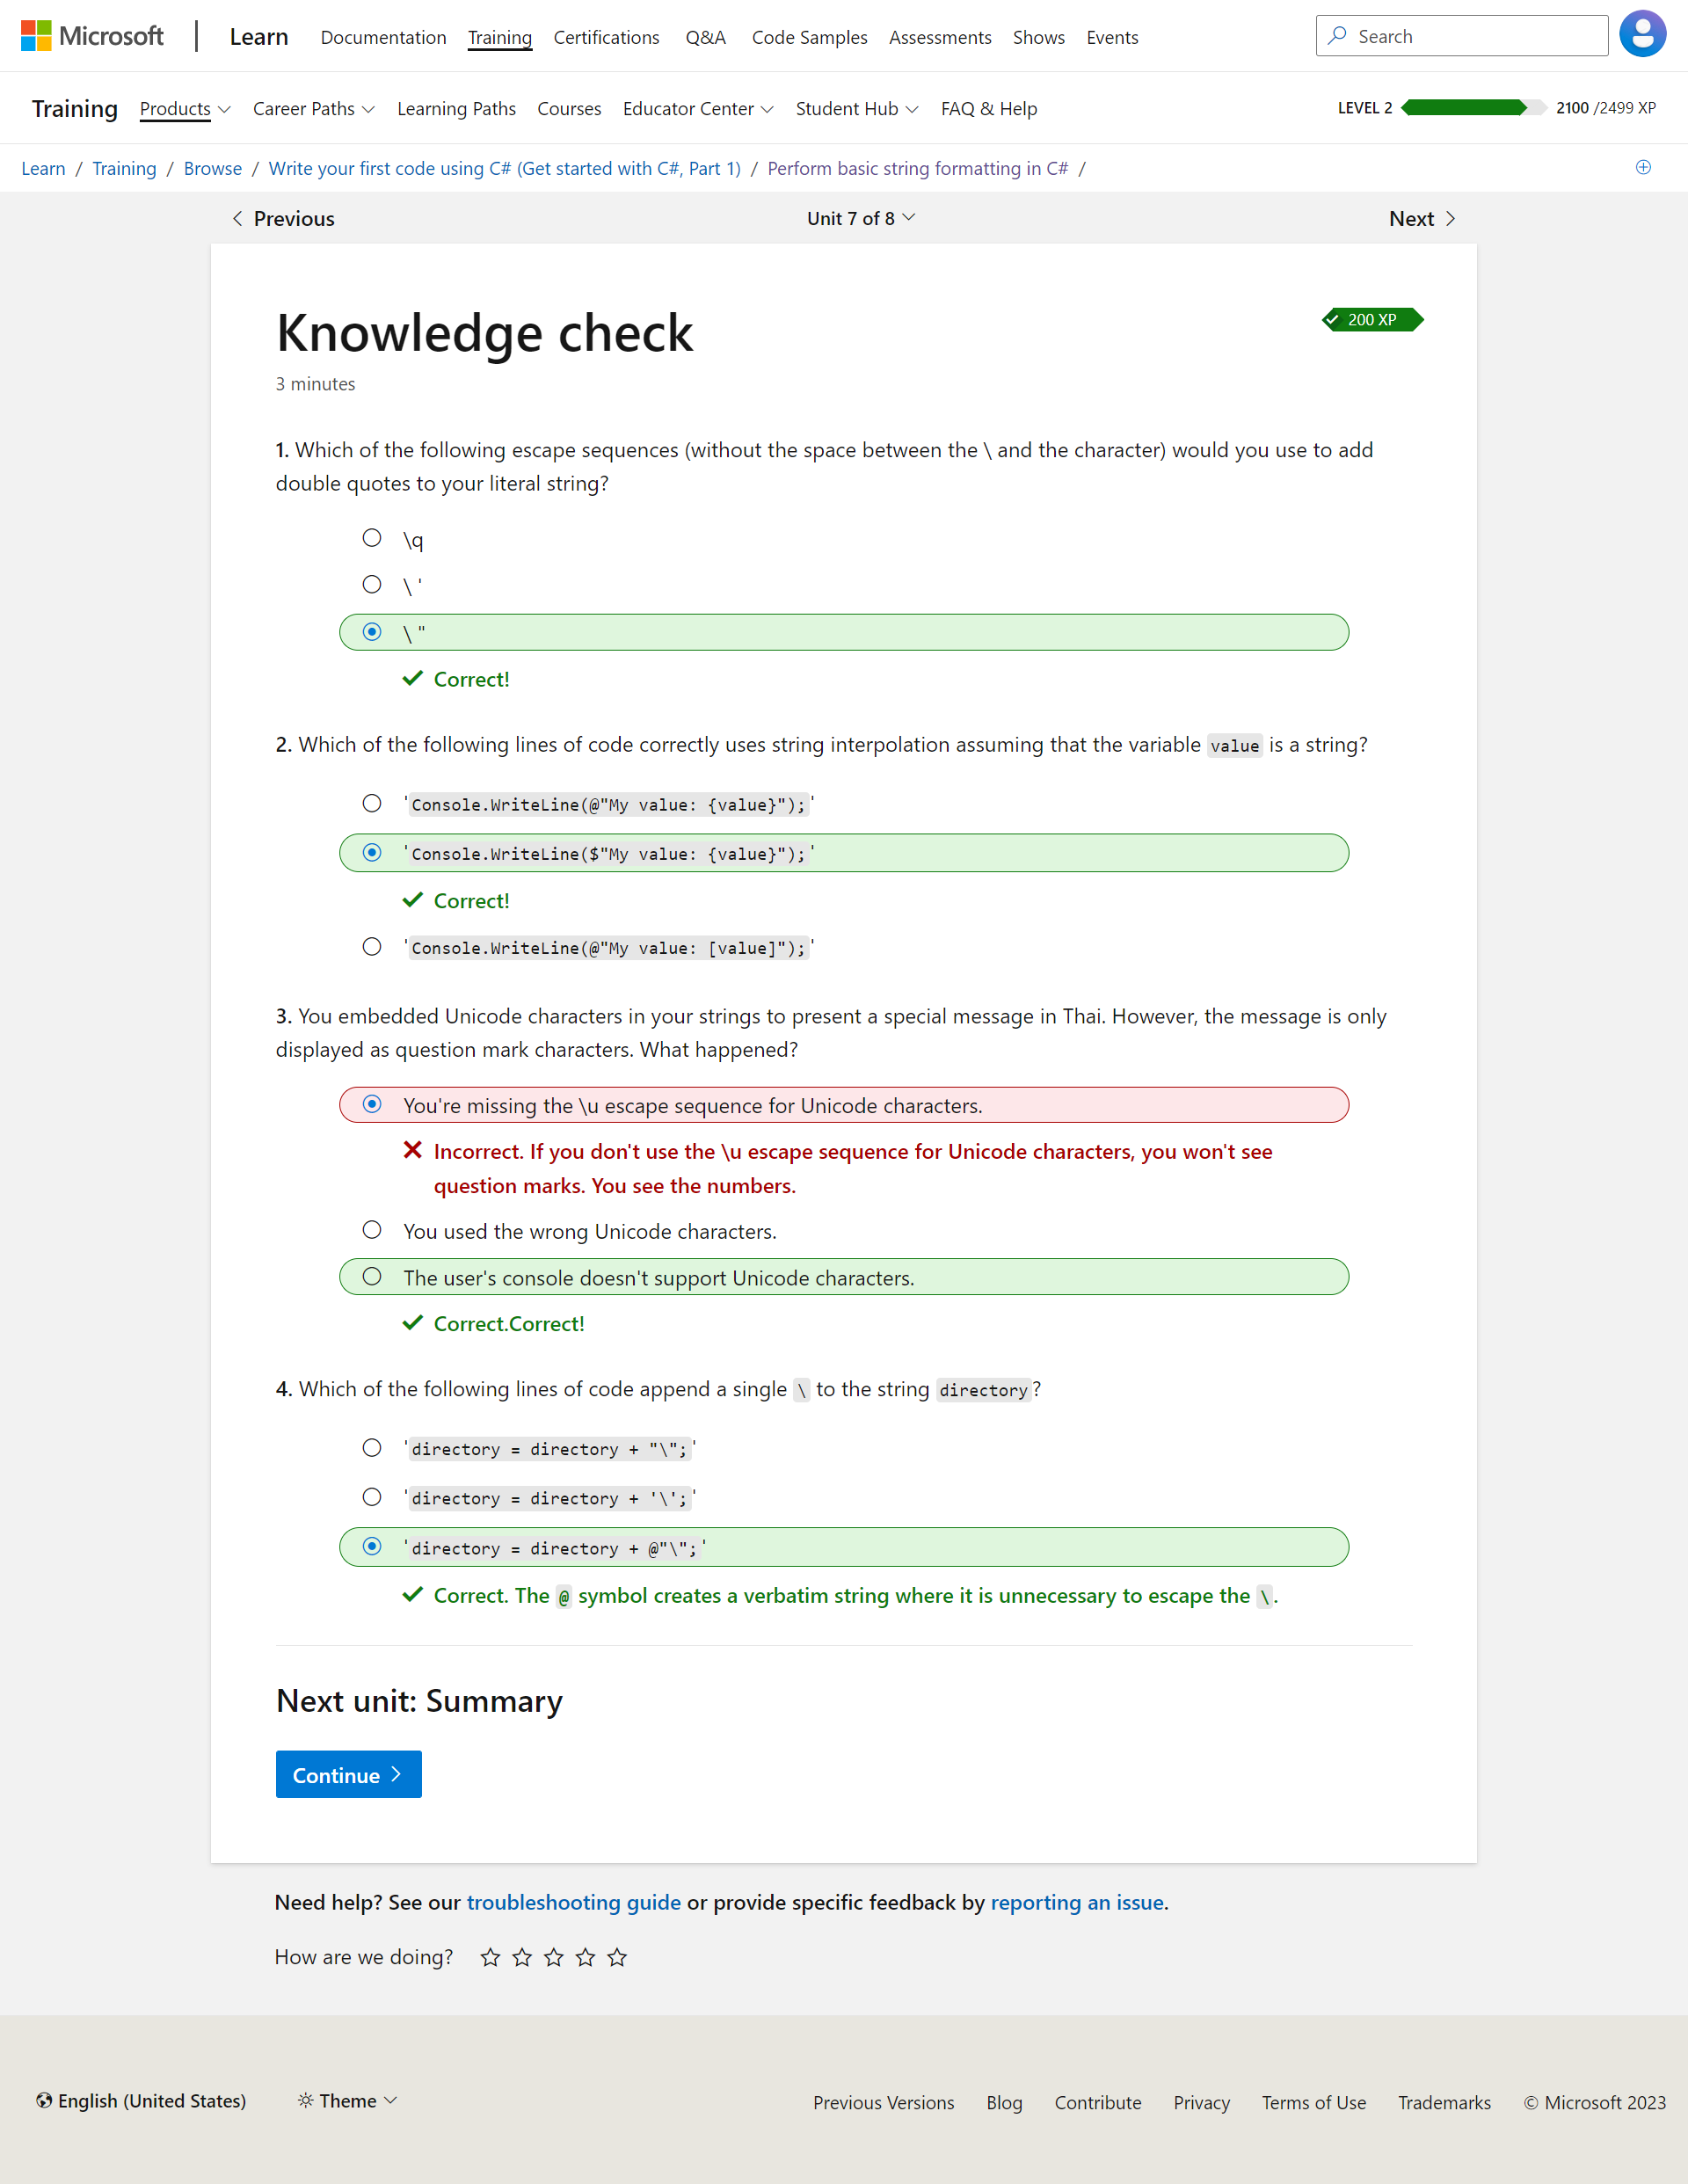 Microsoft | Learn Documentation Training Certifications Q&A Code Samples Assessments Shows Events Search
Training Products Career Paths Learning Paths Courses Educator Center Student Hub FAQ & Help LEVEL 2 2100 /2499 XP
Learn / Training / Browse / Write your first code using C# (Get started with C#, Part 1) / Perform basic string formatting in C# /
Previous Unit 7 of 8 Next
Knowledge check
200 XP
3 minutes
1. Which of the following escape sequences (without the space between the \ and the character) would you use to add
double quotes to your literal string?
\q
\ '
\ "
Correct!
2. Which of the following lines of code correctly uses string interpolation assuming that the variable value is a string?
'Console.WriteLine(@"My value: {value}");'
'Console.WriteLine($"My value: {value}");'
Correct!
'Console.WriteLine(@"My value: [value]");'
3. You embedded Unicode characters in your strings to present a special message in Thai. However, the message is only
displayed as question mark characters. What happened?
You're missing the \u escape sequence for Unicode characters.
Incorrect. If you don't use the \u escape sequence for Unicode characters, you won't see
question marks. You see the numbers.
You used the wrong Unicode characters.
The user's console doesn't support Unicode characters.
Correct.Correct!
4. Which of the following lines of code append a single \ to the string directory?
'directory = directory + "\";'
'directory = directory + '\';'
'directory = directory + @"\";'
Correct. The @ symbol creates a verbatim string where it is unnecessary to escape the \.
Next unit: Summary
Continue
Need help? See our troubleshooting guide or provide specific feedback by reporting an issue.
How are we doing?
English (United States) Theme Previous Versions Blog Contribute Privacy Terms of Use Trademarks © Microsoft 2023